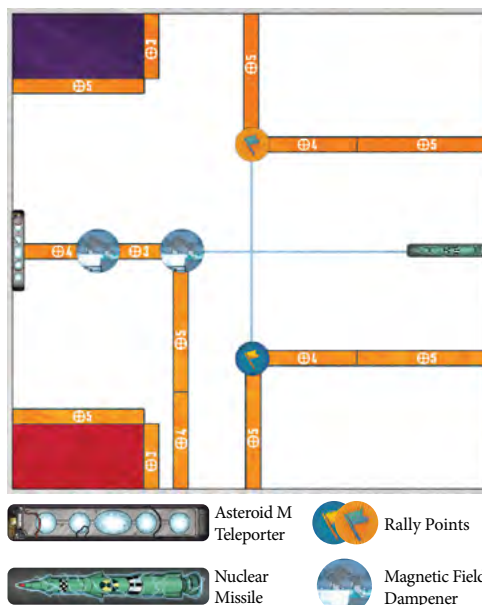 3
5
5
4 5
4 3
5
4 5
5
4
5
3
Asteroid M
Teleporter
Rally Points
Nuclear
Missile
Magnetic Field
Dampener